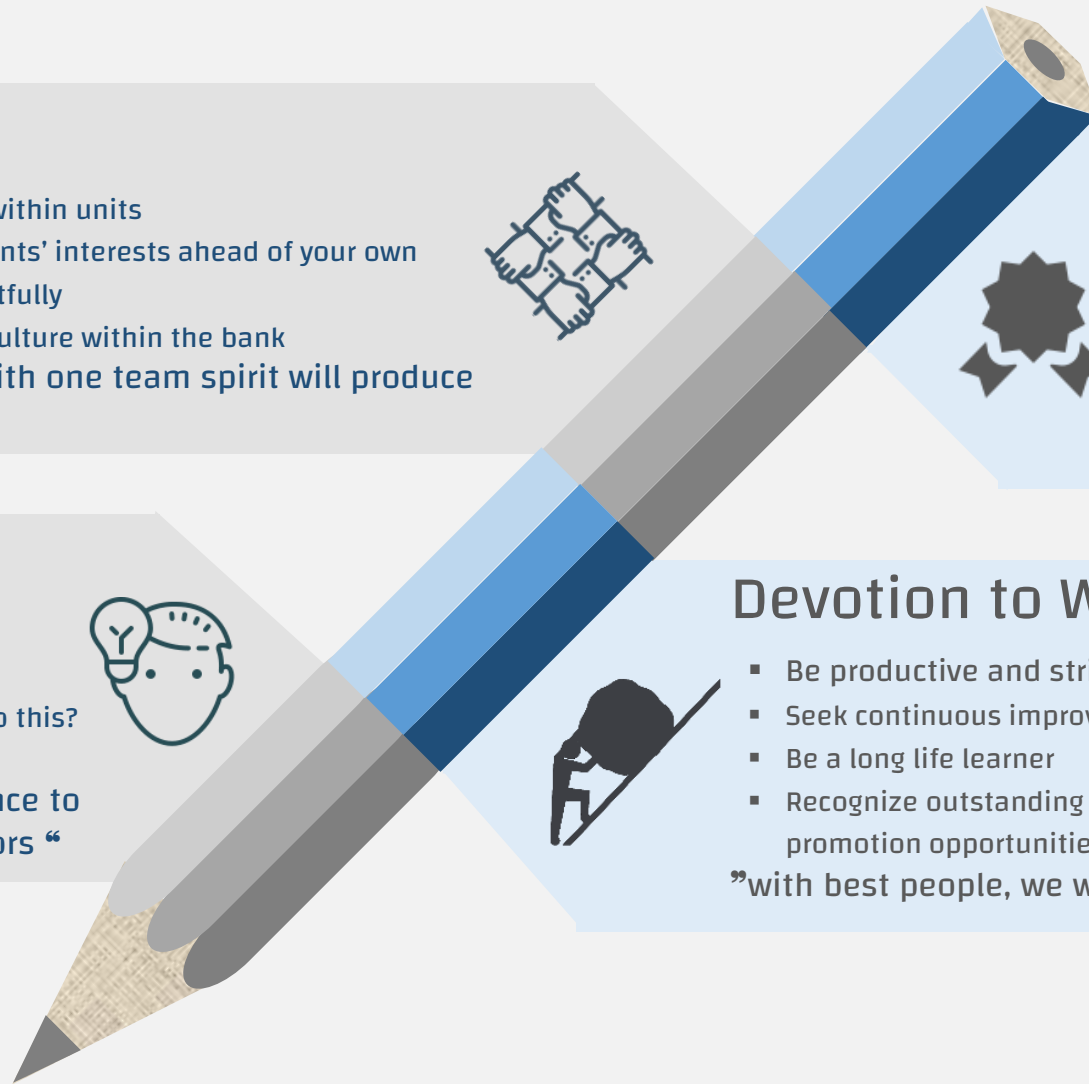 within units
nts’ interests ahead of your own
tfully
ulture within the bank
ith one team spirit will produce
o this?
nce to
ors “
Devotion to W
▪ Be productive and stri
▪ Seek continuous improv
▪ Be a long life learner
▪ Recognize outstanding
promotion opportunitie
”with best people, we w